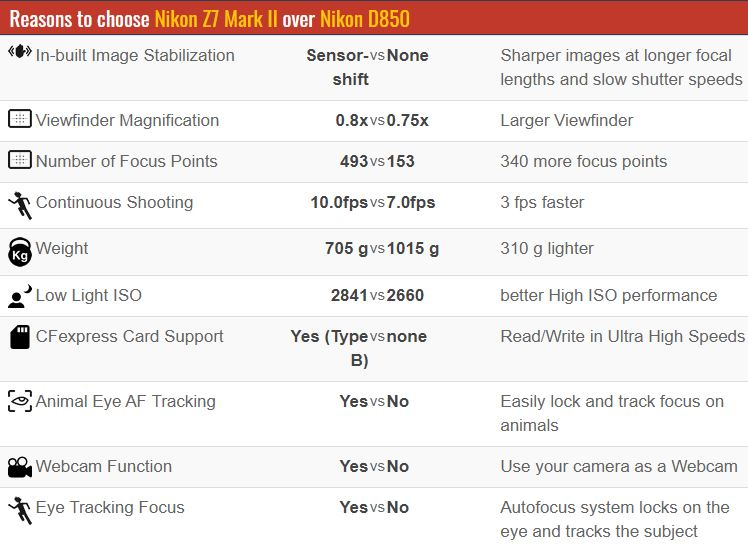 Reasons to choose Nikon Z7 Mark II over Nikon D850
In-built Image Stabilization Sensor- vs None Sharper images at longer focal
shift lengths and slow shutter speeds
Viewfinder Magnification 0.8x vs 0.75x Larger Viewfinder
Number of Focus Points 493 vs 153 340 more focus points
Continuous Shooting 10.0fps vs 7.0fps 3 fps faster
Kg Weight 705 g vs 1015 g 310 g lighter
Low Light ISO 2841 vs 2660 better High ISO performance
CFexpress Card Support Yes (Type vs none Read/Write in Ultra High Speeds
B)
Animal Eye AF Tracking Yes vs No Easily lock and track focus on
animals
Webcam Function Yes vs No Use your camera as a Webcam
Eye Tracking Focus Yes vs No Autofocus system locks on the
eye and tracks the subject